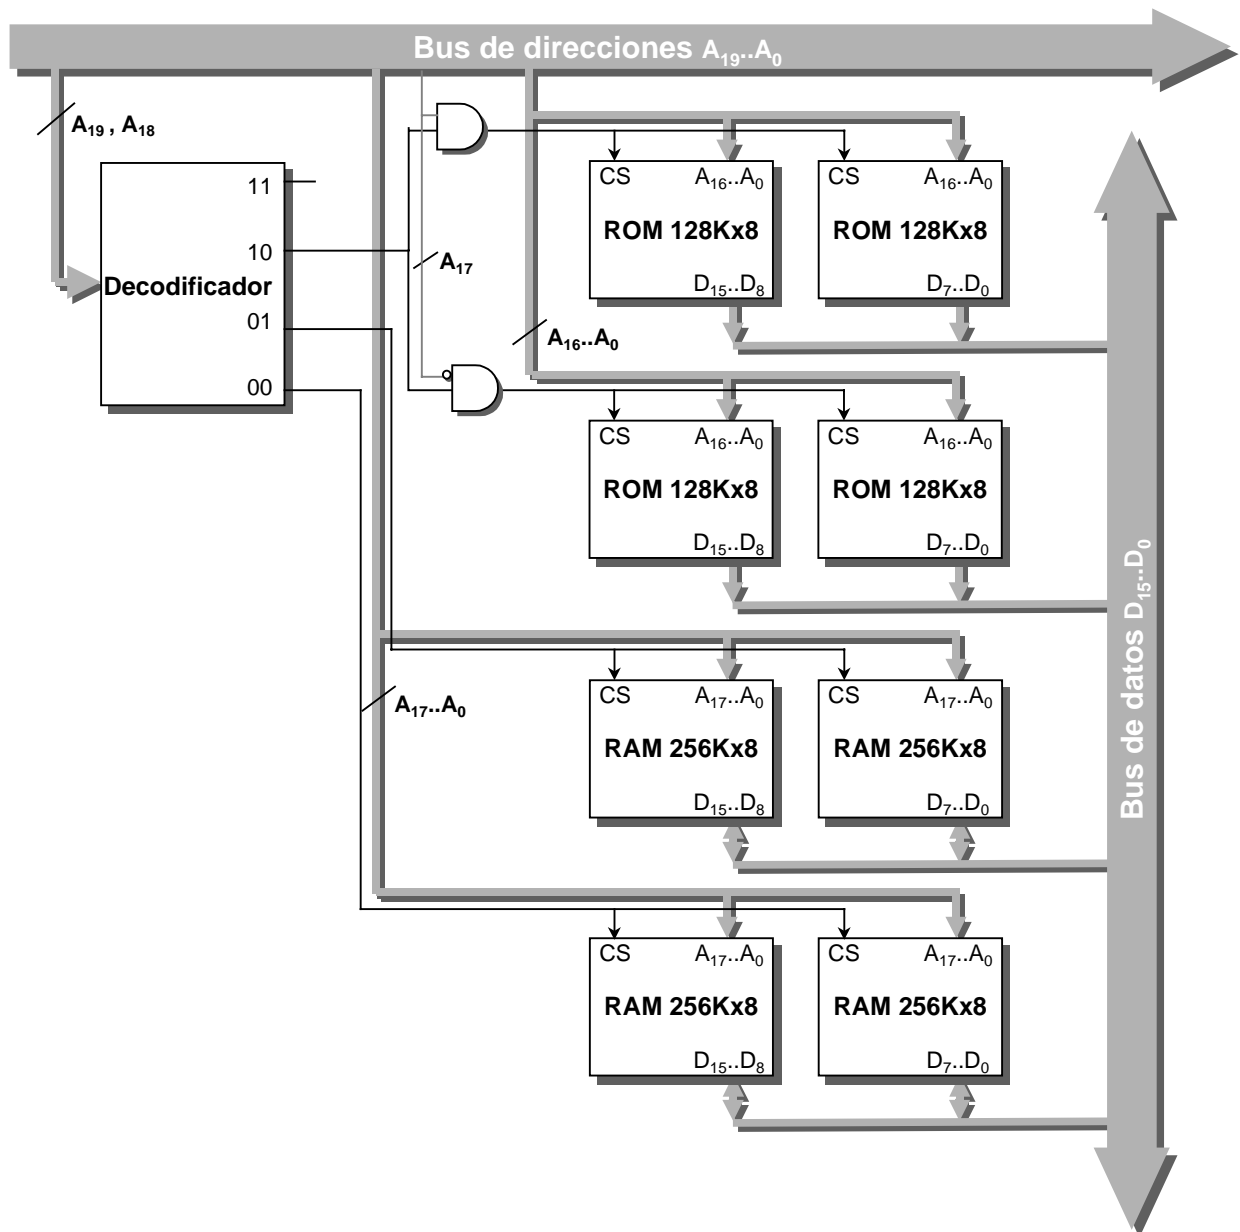 Bus de direcciones A₁₉..A₀
A₁₉ , A₁₈
11
10
Decodificador
01
00
A₁₇
A₁₆..A₀
CS A₁₆..A₀
ROM 128Kx8
D₁₅..D₈
CS A₁₆..A₀
ROM 128Kx8
D₇..D₀
CS A₁₆..A₀
ROM 128Kx8
D₁₅..D₈
CS A₁₆..A₀
ROM 128Kx8
D₇..D₀
A₁₇..A₀
CS A₁₇..A₀
RAM 256Kx8
D₁₅..D₈
CS A₁₇..A₀
RAM 256Kx8
D₇..D₀
CS A₁₇..A₀
RAM 256Kx8
D₁₅..D₈
CS A₁₇..A₀
RAM 256Kx8
D₇..D₀
Bus de datos D₁₅..D₀